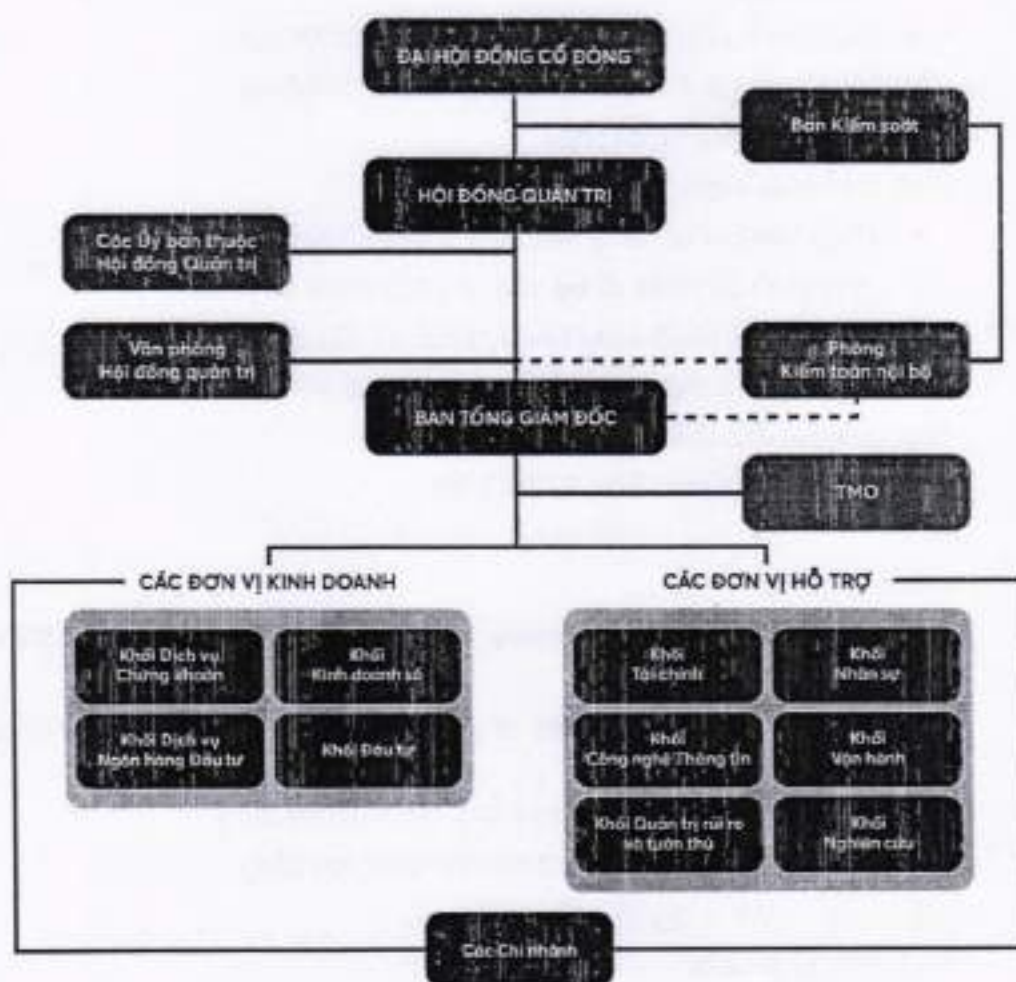 ĐẠI HỘI ĐỒNG CỔ ĐÔNG
Ban Kiểm soát
HỘI ĐỒNG QUẢN TRỊ
Các Ủy ban thuộc
Hội đồng Quản trị
Văn phòng
Hội đồng quản trị
Phòng
Kiểm toán nội bộ
BAN TỔNG GIÁM ĐỐC
TMO
CÁC ĐƠN VỊ KINH DOANH
CÁC ĐƠN VỊ HỖ TRỢ
Khối Dịch vụ
Chứng khoán
Khối
Kinh doanh số
Khối Dịch vụ
Ngân hàng Đầu tư
Khối Đầu tư
Khối
Tài chính
Khối
Nhân sự
Khối
Công nghệ Thông tin
Khối
Vận hành
Khối Quản trị rủi ro
và tuân thủ
Khối
Nghiên cứu
Các Chi nhánh